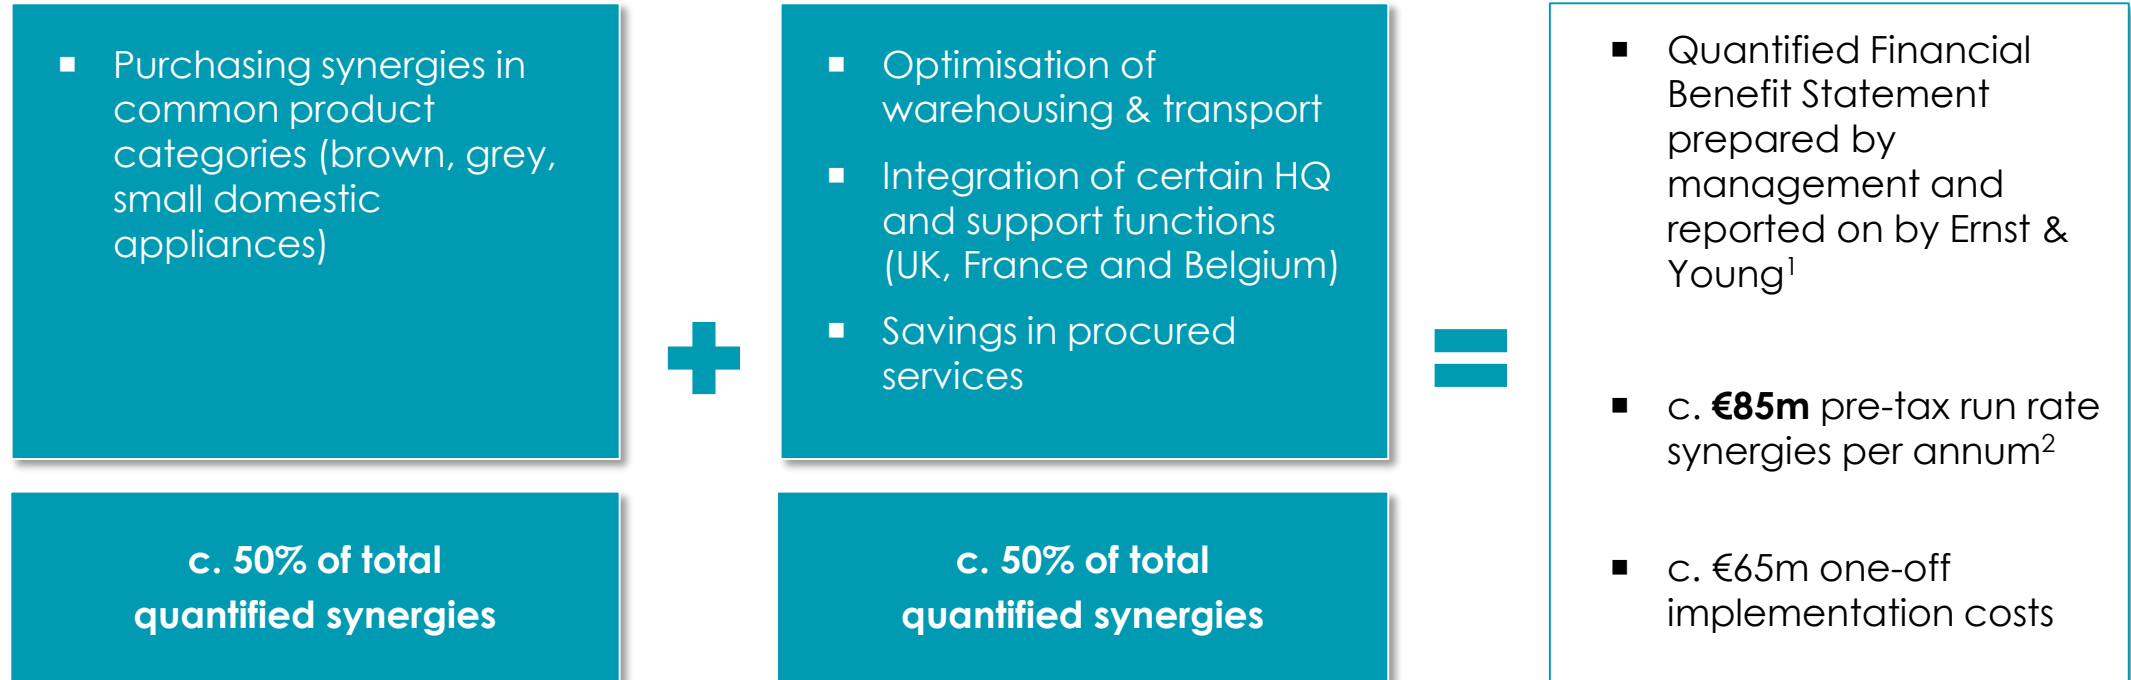 ▪ Purchasing synergies in
common product
categories (brown, grey,
small domestic
appliances)
c. 50% of total
quantified synergies
▪ Optimisation of
warehousing & transport
▪ Integration of certain HQ
and support functions
(UK, France and Belgium)
▪ Savings in procured
services
c. 50% of total
quantified synergies
▪ Quantified Financial
Benefit Statement
prepared by
management and
reported on by Ernst &
Young¹
▪ c. €85m pre-tax run rate
synergies per annum²
▪ c. €65m one-off
implementation costs